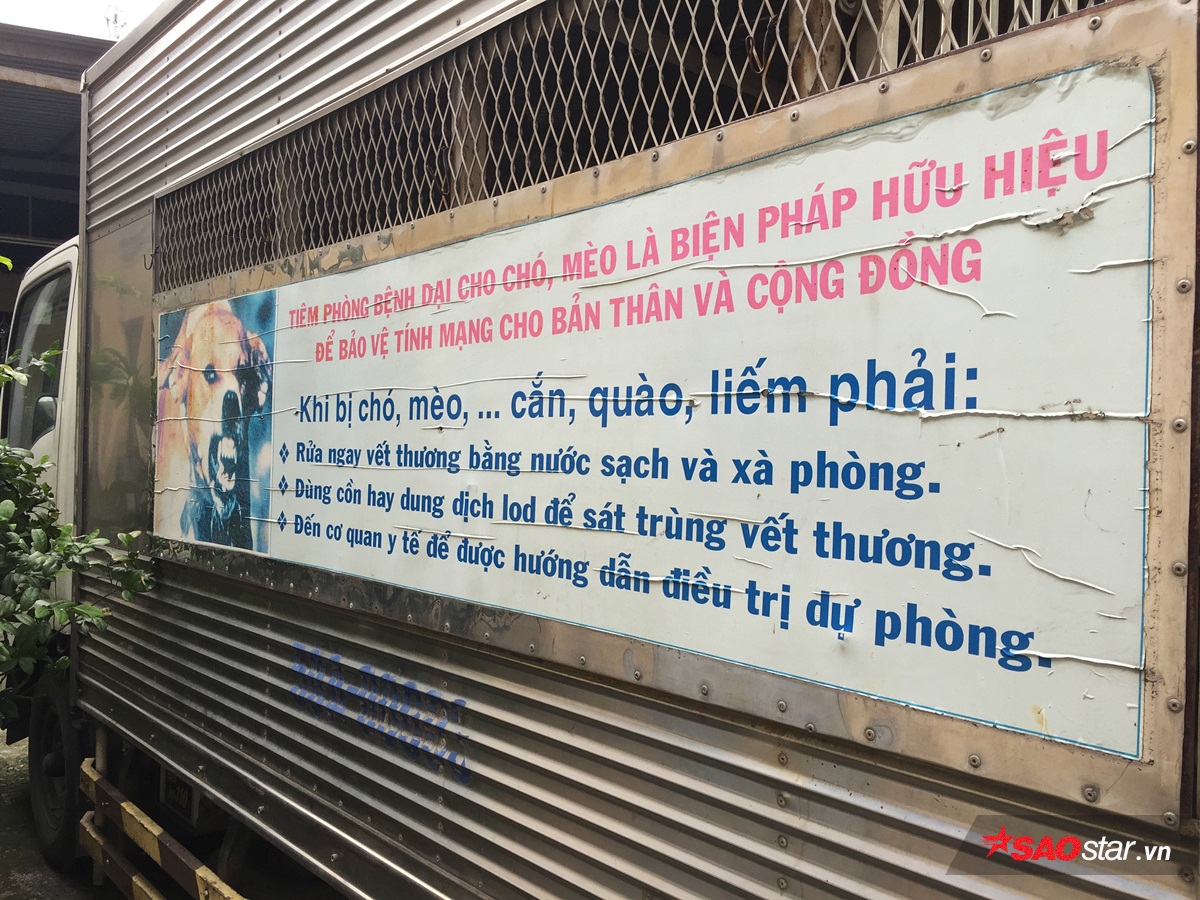 TIÊM PHÒNG BỆNH DẠI CHO CHÓ, MÈO LÀ BIỆN PHÁP HỮU HIỆU
ĐỂ BẢO VỆ TÍNH MẠNG CHO BẢN THÂN VÀ CỘNG ĐỒNG
-Khi bị chó, mèo, ... cắn, quào, liếm phải:
❖ Rửa ngay vết thương bằng nước sạch và xà phòng.
❖ Dùng cồn hay dung dịch Iod để sát trùng vết thương.
❖ Đến cơ quan y tế để được hướng dẫn điều trị dự phòng.
SAOstar.vn